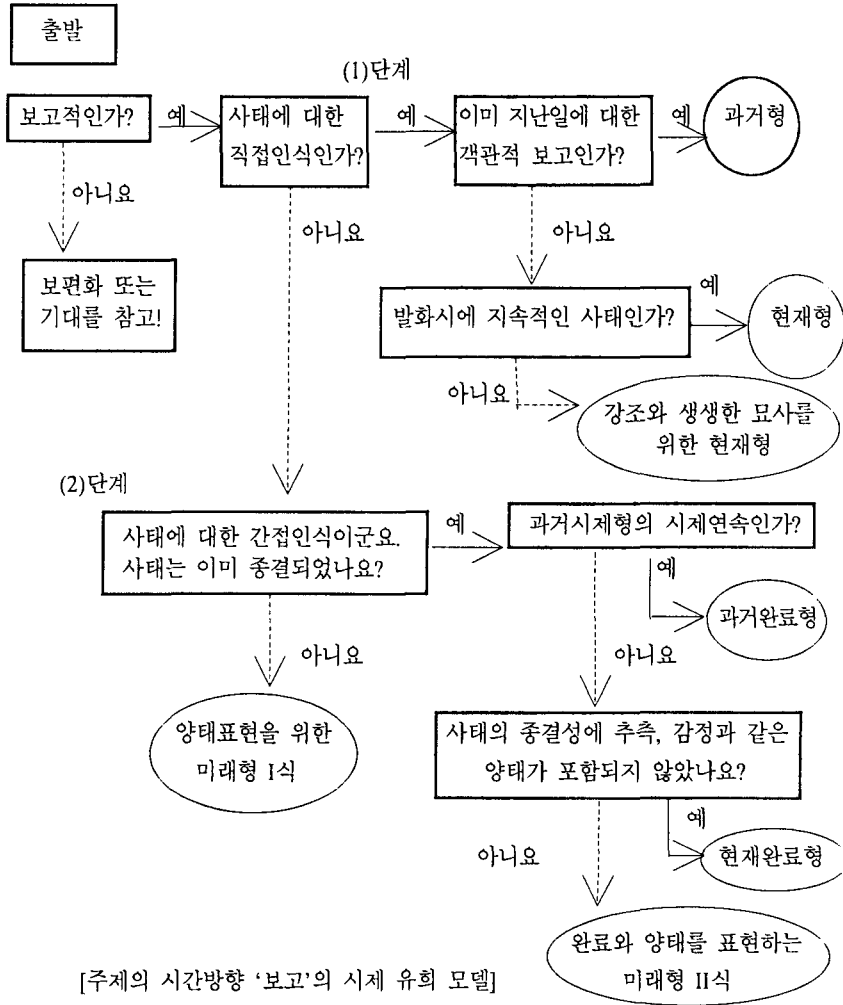 출발
(1)단계
보고적인가?
예
사태에 대한
직접인식인가?
예
이미 지난일에 대한
객관적 보고인가?
예
과거형
아니요
아니요
아니요
보편화 또는
기대를 참고!
발화시에 지속적인 사태인가?
예
현재형
아니요
강조와 생생한 묘사를
위한 현재형
(2)단계
사태에 대한 간접인식이군요.
사태는 이미 종결되었나요?
예
과거시제형의 시제연속인가?
예
과거완료형
아니요
아니요
양태표현을 위한
미래형 I식
사태의 종결성에 추측, 감정과 같은
양태가 포함되지 않았나요?
예
현재완료형
아니요
완료와 양태를 표현하는
미래형 II식
[주제의 시간방향 ‘보고’의 시제 유희 모델]